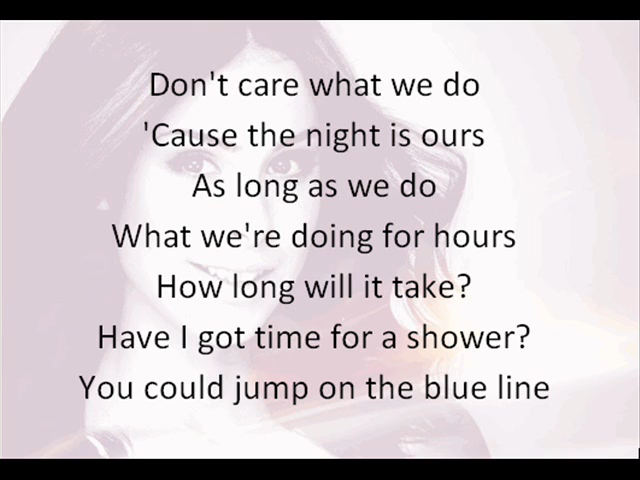 Don't care what we do
'Cause the night is ours
As long as we do
What we're doing for hours
How long will it take?
Have I got time for a shower?
You could jump on the blue line